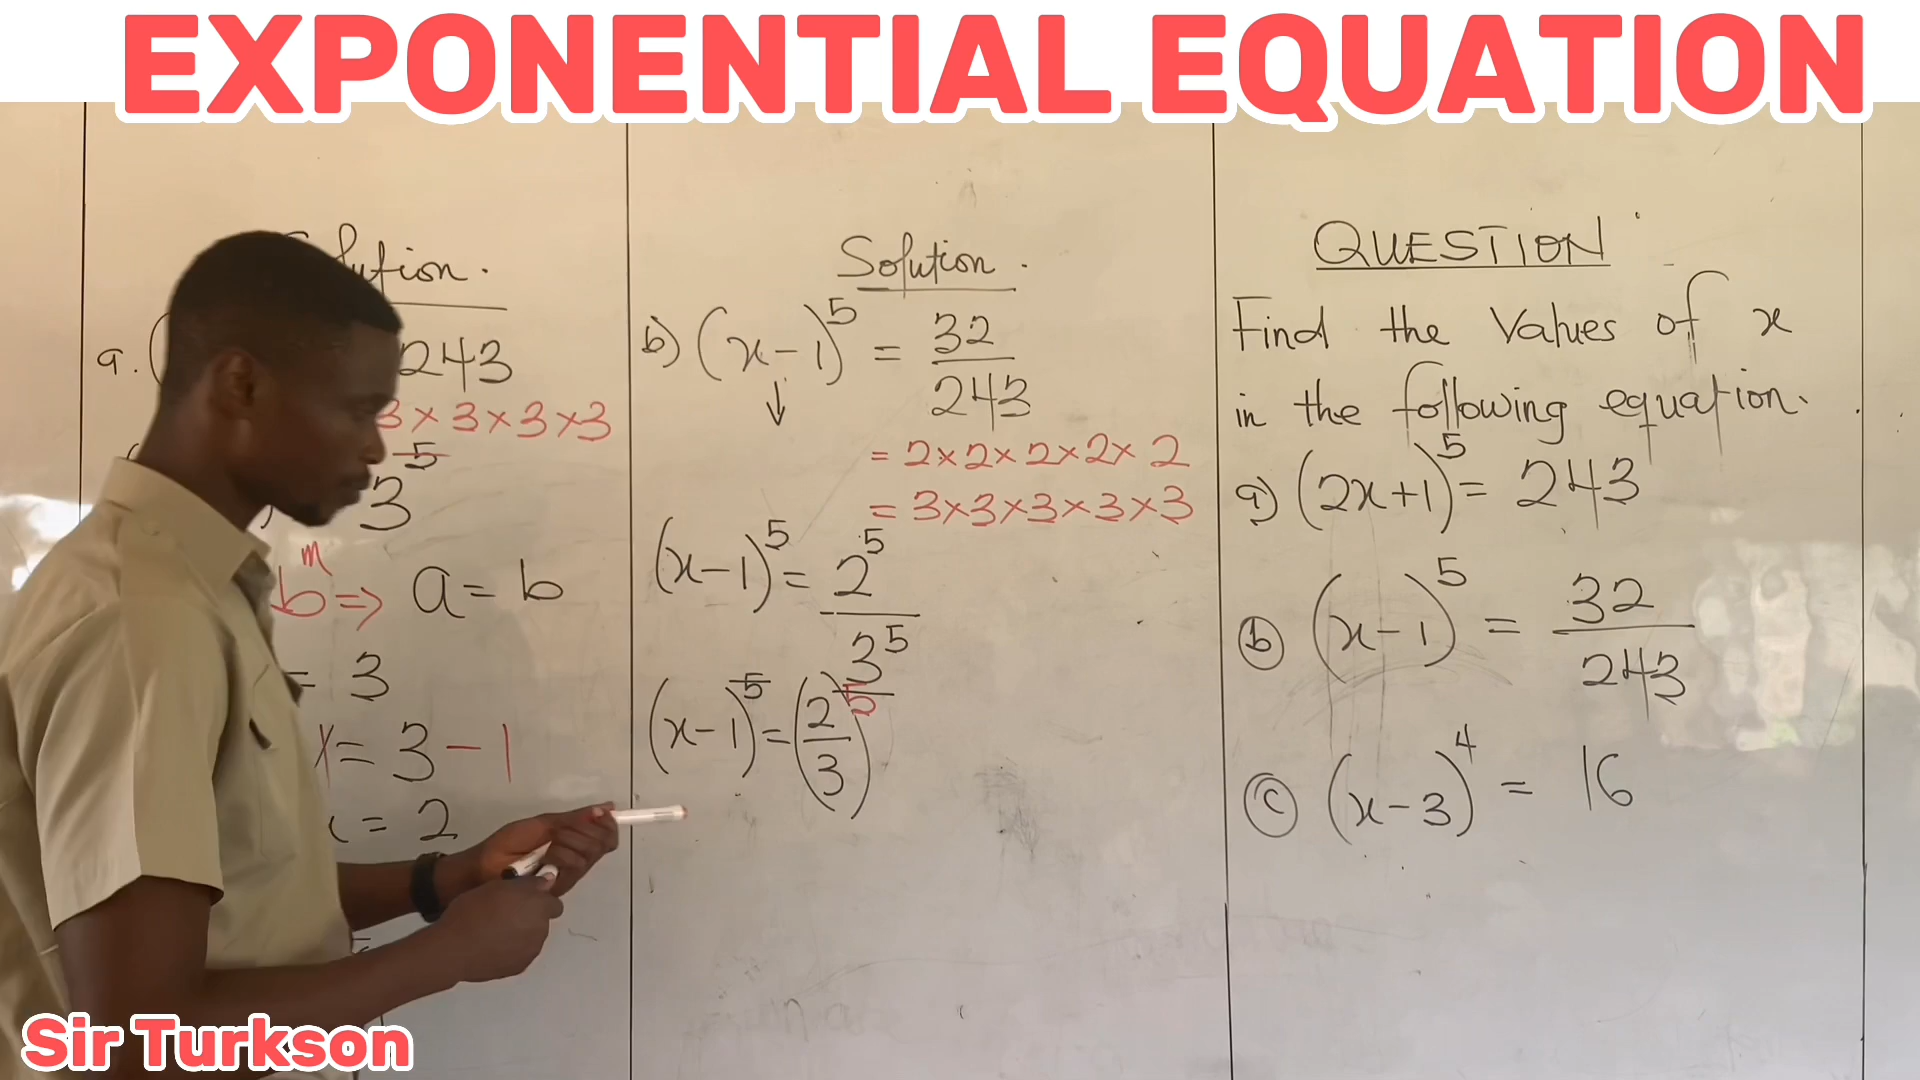 EXPONENTIAL EQUATION
Solution.
a. ( 243
3 × 3 × 3 × 3
5
3
m
b => a = b
= 3
x = 3 - 1
x = 2
Solution.
b) (x - 1)^5 = 32/243
↓
= 2×2×2×2×2
= 3×3×3×3×3
(x - 1)^5 = 2^5/3^5
(x - 1)^5 = (2/3)^5
QUESTION
Find the Values of x
in the following equation.
a) (2x+1)^5 = 243
b) (x - 1)^5 = 32/243
c) (x - 3)^4 = 16
Sir Turkson